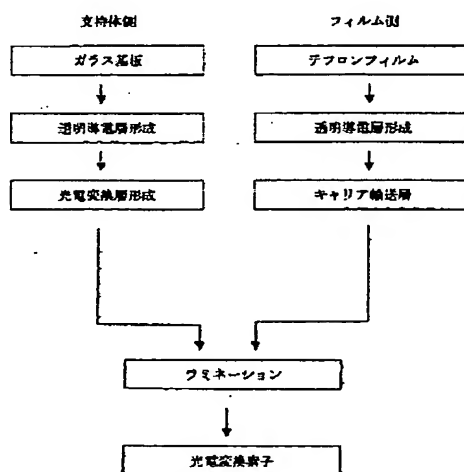 支持体側
フィルム側
ガラス基板
テフロンフィルム
透明導電層形成
透明導電層形成
光電変換層形成
キャリア輸送層
ラミネーション
光電変換素子